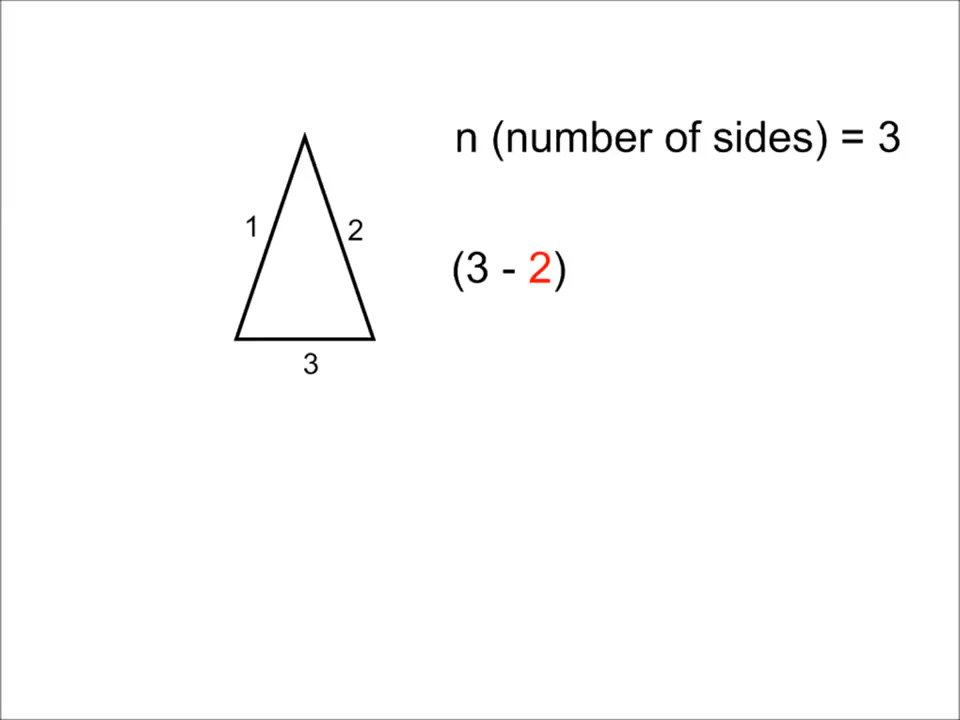 n (number of sides) = 3
1
2
(3 - 2)
3